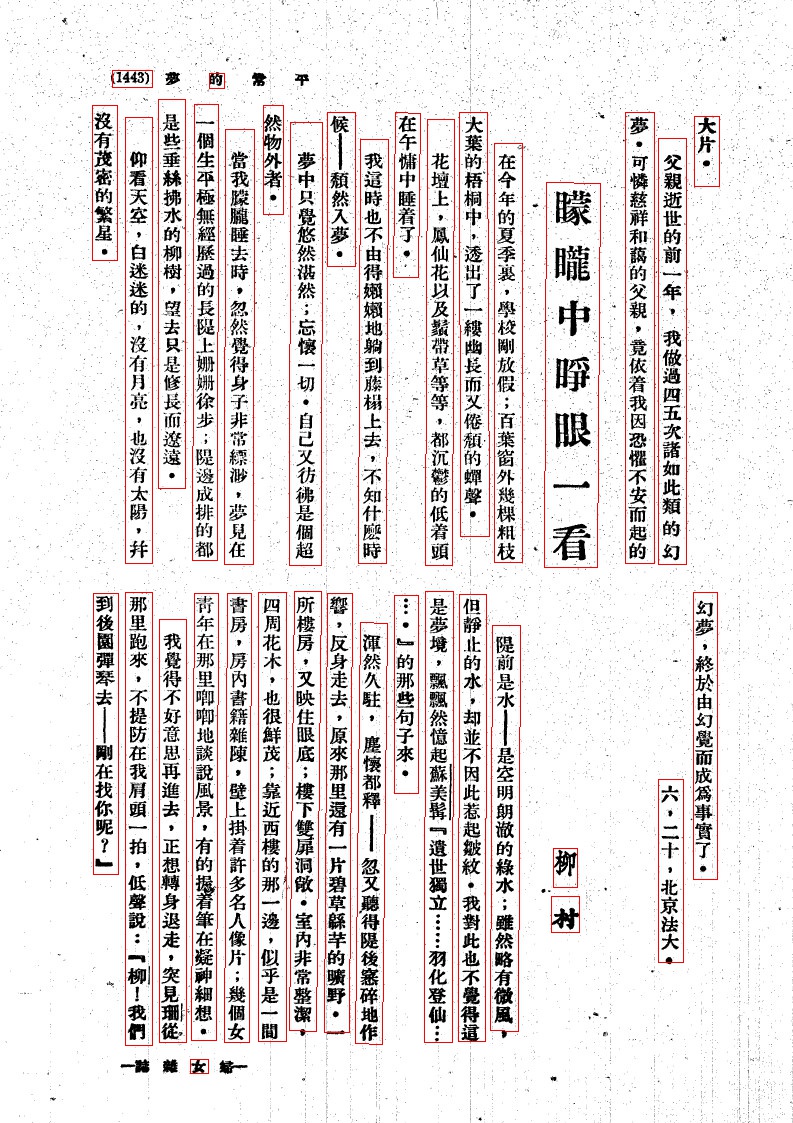 平常的夢 (1443)
大片。
父親逝世的前一年，我做過四五次諸如此類的幻
夢。可憐慈祥和藹的父親，竟依着我因恐懼不安而起的
幻夢，終於由幻覺而成為事實了。
六，二十，北京法大。
矇矓中睜眼一看
柳村
在今年的夏季裏，學校剛放假；百葉窗外幾棵粗枝
大葉的梧桐中，透出了一縷幽長而又倦頹的蟬聲。
花壇上，鳳仙花以及鬚帶草等等，都沉鬱的低着頭
在午慵中睡着了。
我這時也不由得嬾嬾地躺到藤榻上去，不知什麽時
候——頹然入夢。
夢中只覺悠然湛然；忘懷一切。自己又彷彿是個超
然物外者。
當我朦朧睡去時，忽然覺得身子非常縹渺，夢見在
一個生平極無經歷過的長隄上姍姍徐步；隄邊成排的都
是些垂絲拂水的柳樹，望去只是修長而遼遠。
仰看天空，白迷迷的，沒有月亮，也沒有太陽，幷
沒有茂密的繁星。
隄前是水——是空明朗澈的綠水；雖然略有微風，
但靜止的水，却並不因此惹起皺紋。我對此也不覺得這
是夢境，飄飄然憶起蘇美髯『遺世獨立……羽化登仙…
…。』的那些句子來。
渾然久駐，塵懷都釋——忽又聽得隄後窸碎地作
響，反身走去，原來那里還有一片碧草緜芊的曠野。一
所樓房，又映住眼底；樓下雙扉洞敞。室內非常整潔，
四周花木，也很鮮茂；靠近西樓的那一邊，似乎是一間
書房，房內書籍雜陳，壁上掛着許多名人像片；幾個女
靑年在那里唧唧地談說風景，有的握着筆在凝神細想。
我覺得不好意思再進去，正想轉身退走，突見珊從
那里跑來，不提防在我肩頭一拍，低聲說：『柳！我們
到後園彈琴去——剛在找你呢？』
婦女雜誌